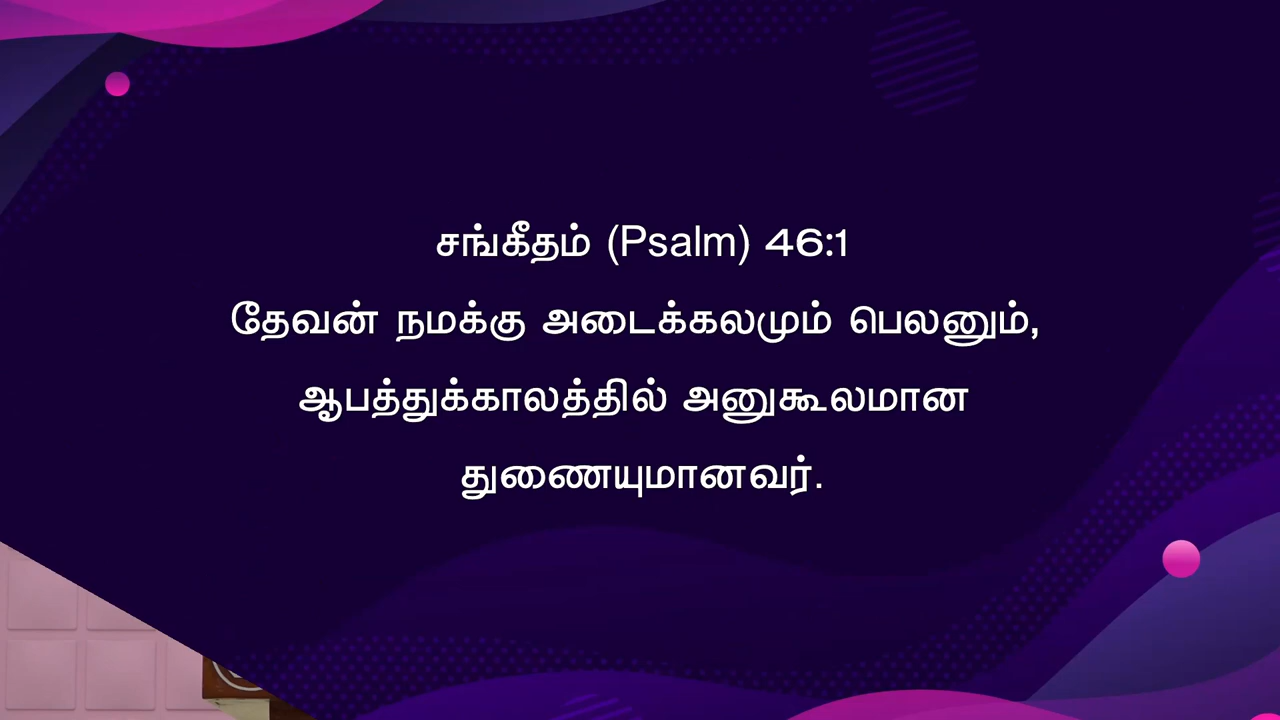 சங்கீதம் (Psalm) 46:1
தேவன் நமக்கு அடைக்கலமும் பெலனும்,
ஆபத்துக்காலத்தில் அனுகூலமான
துணையுமானவர்.